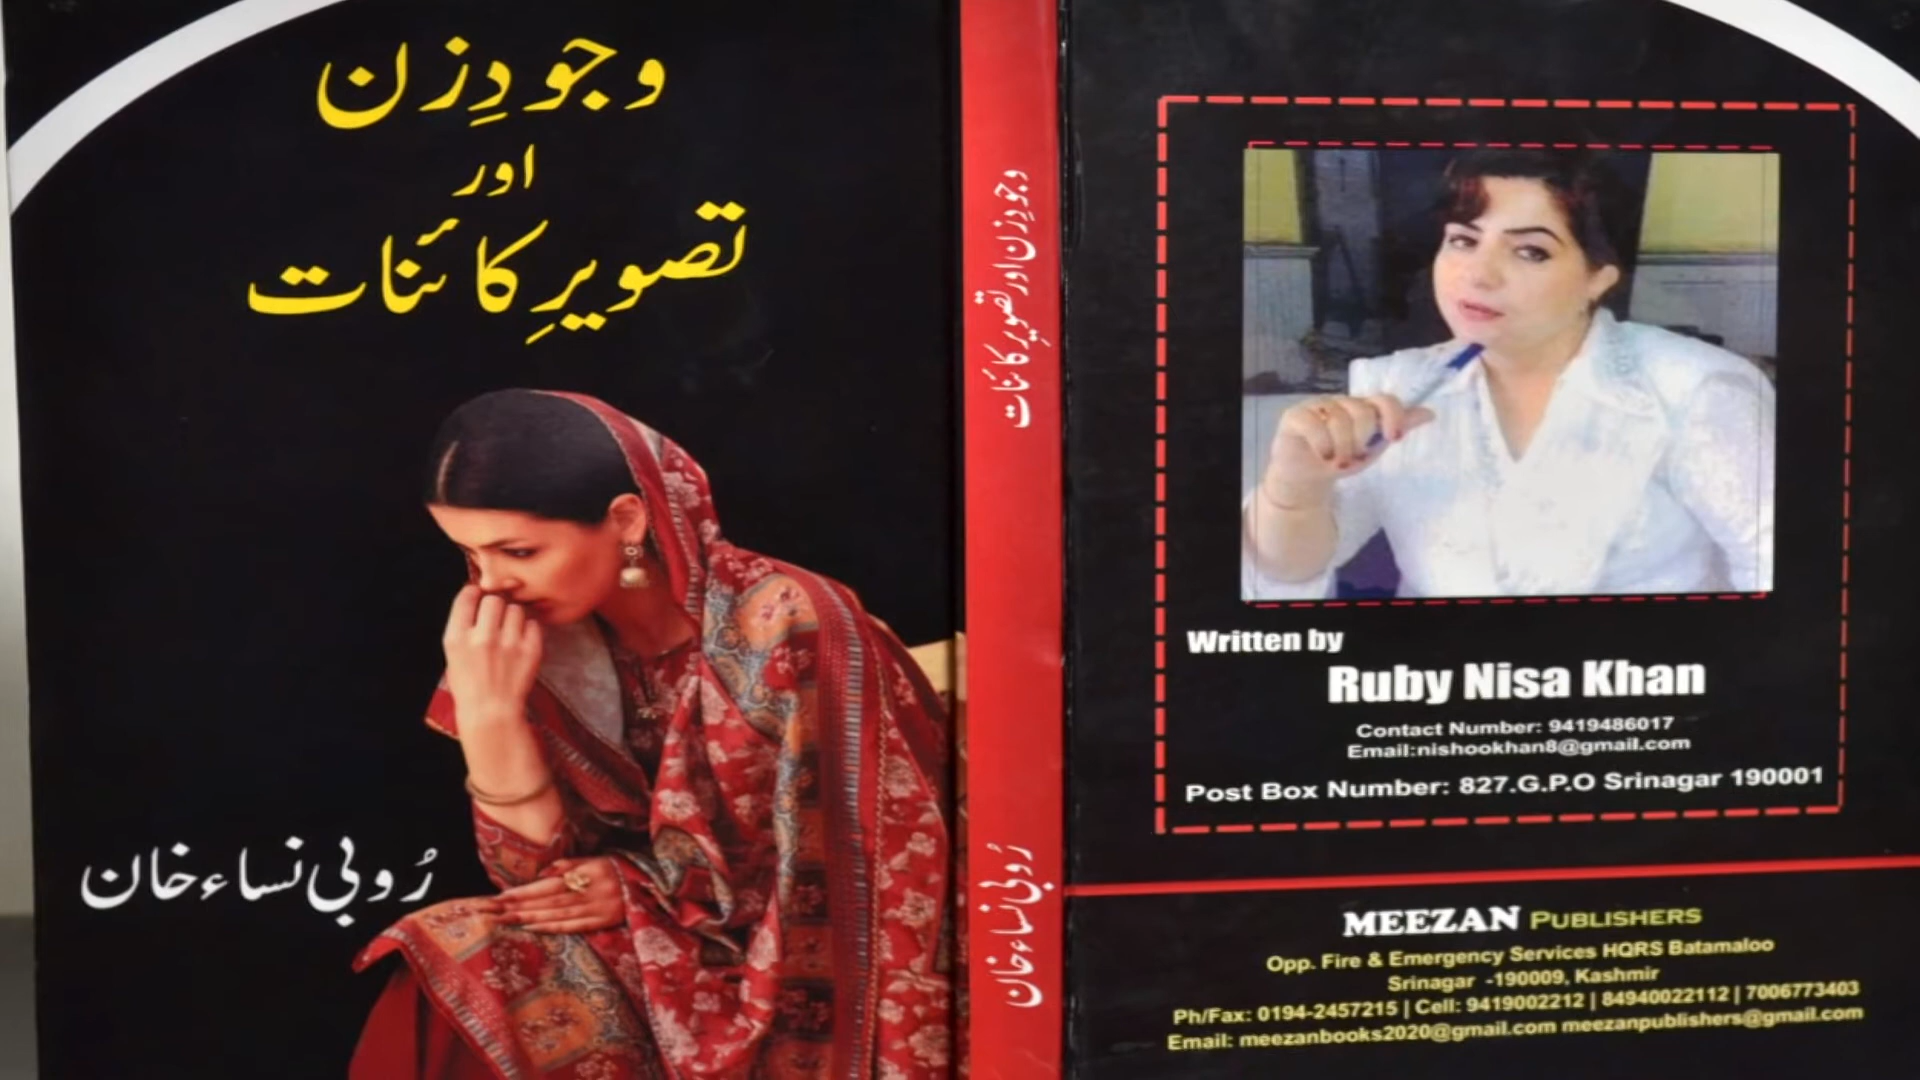 وجودِ زن
اور
تصویرِ کائنات
رُوبی نساء خان
وجودِ زن اور تصویرِ کائنات
رُوبی نساء خان
Written by
Ruby Nisa Khan
Contact Number: 9419486017
Email:nishookhan8@gmail.com
Post Box Number: 827.G.P.O Srinagar 190001
MEEZAN PUBLISHERS
Opp. Fire & Emergency Services HQRS Batamaloo
Srinagar -190009, Kashmir
Ph/Fax: 0194-2457215 | Cell: 9419002212 | 84940022112 | 7006773403
Email: meezanbooks2020@gmail.com meezanpublishers@gmail.com